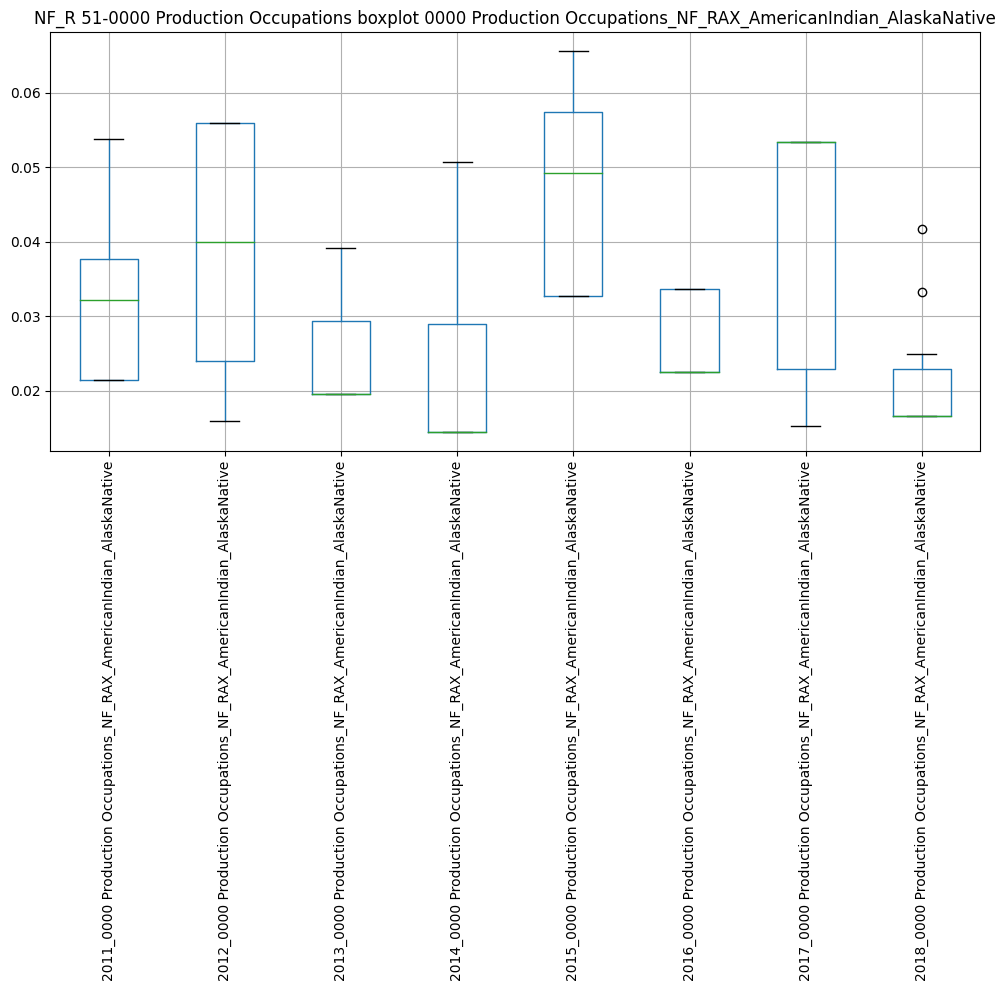 NF_R 51-0000 Production Occupations boxplot 0000 Production Occupations_NF_RAX_AmericanIndian_AlaskaNative
0.06
0.05
0.04
0.03
0.02
2011_0000 Production Occupations_NF_RAX_AmericanIndian_AlaskaNative
2012_0000 Production Occupations_NF_RAX_AmericanIndian_AlaskaNative
2013_0000 Production Occupations_NF_RAX_AmericanIndian_AlaskaNative
2014_0000 Production Occupations_NF_RAX_AmericanIndian_AlaskaNative
2015_0000 Production Occupations_NF_RAX_AmericanIndian_AlaskaNative
2016_0000 Production Occupations_NF_RAX_AmericanIndian_AlaskaNative
2017_0000 Production Occupations_NF_RAX_AmericanIndian_AlaskaNative
2018_0000 Production Occupations_NF_RAX_AmericanIndian_AlaskaNative